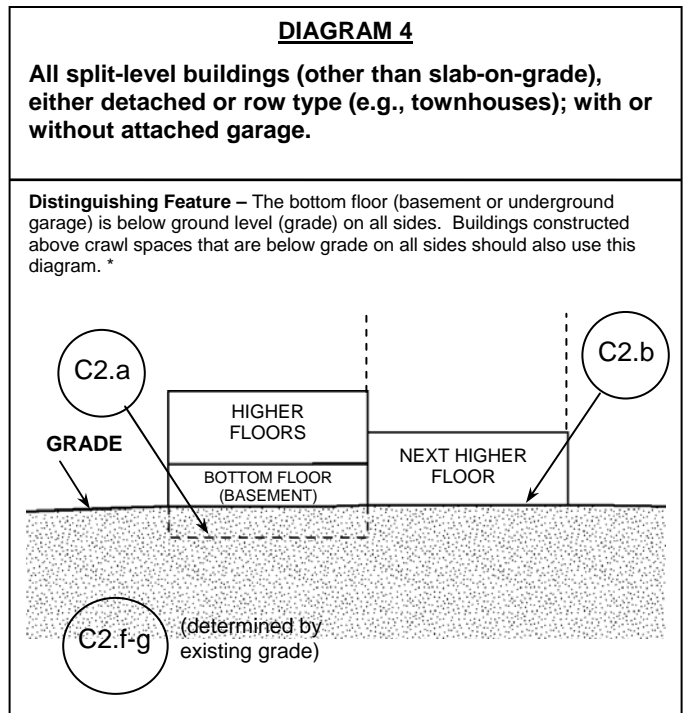 DIAGRAM 4
All split-level buildings (other than slab-on-grade),
either detached or row type (e.g., townhouses); with or
without attached garage.
Distinguishing Feature – The bottom floor (basement or underground
garage) is below ground level (grade) on all sides.  Buildings constructed
above crawl spaces that are below grade on all sides should also use this
diagram. *
C2.a
C2.b
HIGHER
FLOORS
GRADE
NEXT HIGHER
FLOOR
BOTTOM FLOOR
(BASEMENT)
C2.f-g
(determined by
existing grade)